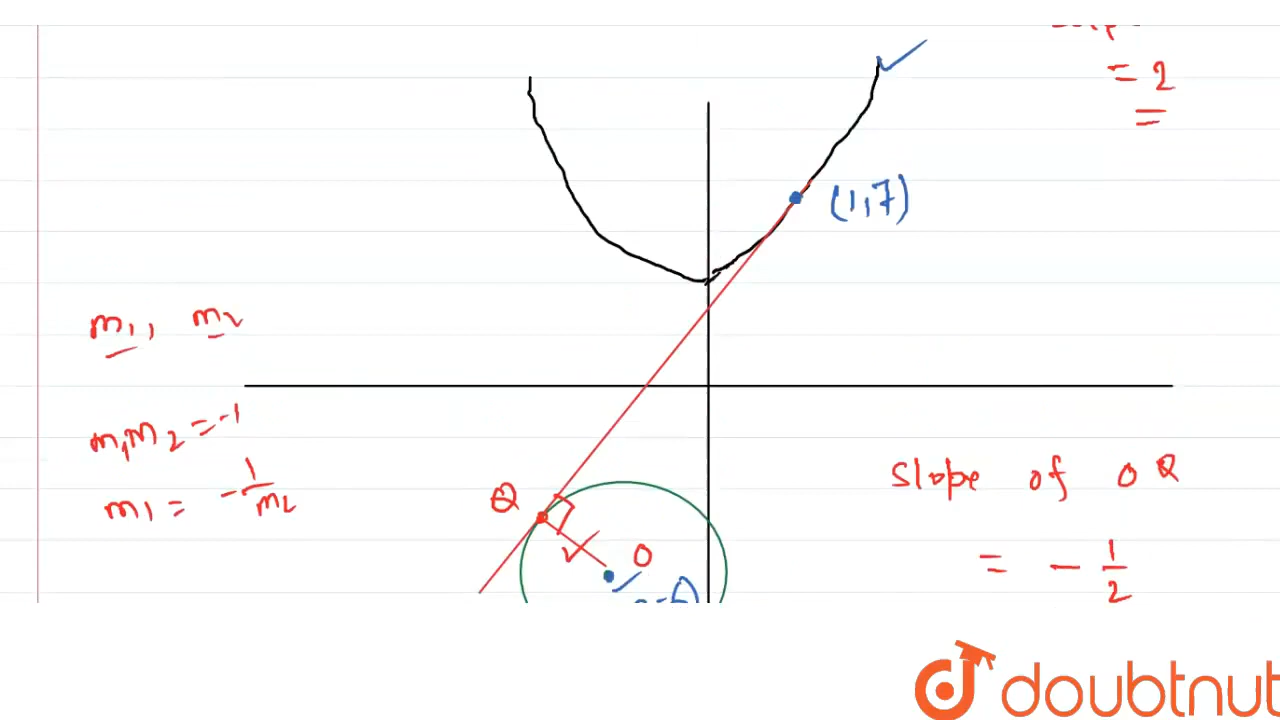 = 2
(1,7)
m1, m2
m1m2 = -1
m1 = -1/m2
Slope of OQ
= -1/2
Q
O
doubtnut